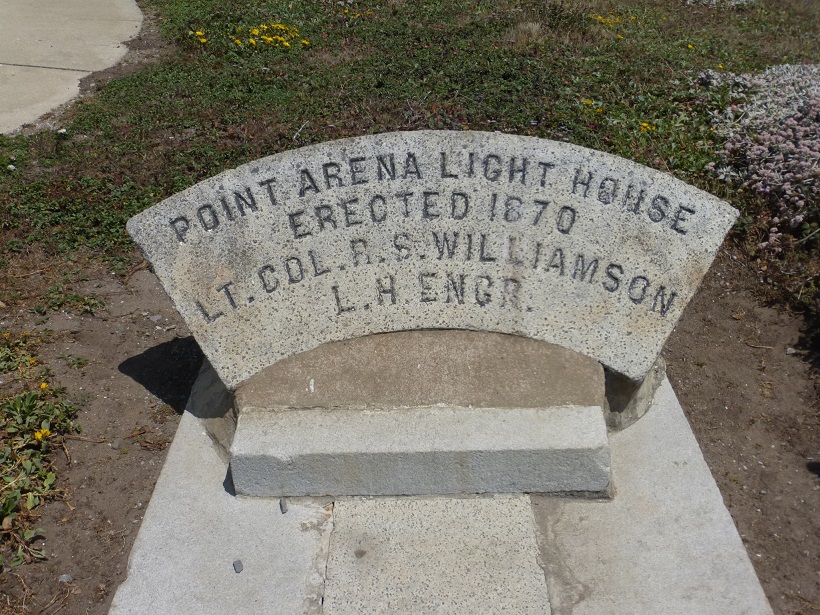 POINT ARENA LIGHT HOUSE
ERECTED 1870
LT. COL. R. S. WILLIAMSON
L. H ENGR.